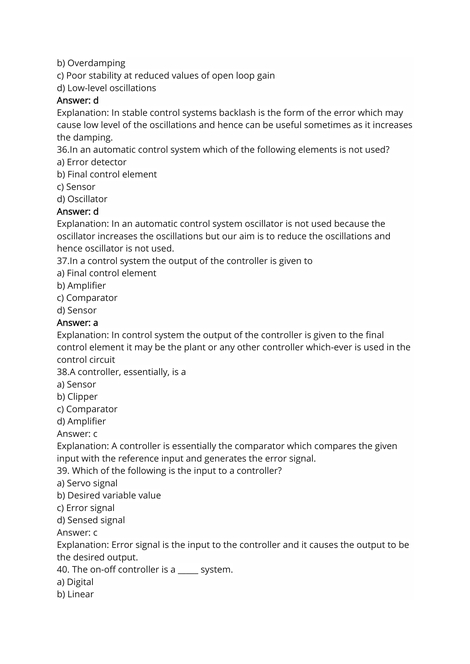 b) Overdamping
c) Poor stability at reduced values of open loop gain
d) Low-level oscillations
Answer: d
Explanation: In stable control systems backlash is the form of the error which may
cause low level of the oscillations and hence can be useful sometimes as it increases
the damping.
36.In an automatic control system which of the following elements is not used?
a) Error detector
b) Final control element
c) Sensor
d) Oscillator
Answer: d
Explanation: In an automatic control system oscillator is not used because the
oscillator increases the oscillations but our aim is to reduce the oscillations and
hence oscillator is not used.
37.In a control system the output of the controller is given to
a) Final control element
b) Amplifier
c) Comparator
d) Sensor
Answer: a
Explanation: In control system the output of the controller is given to the final
control element it may be the plant or any other controller which-ever is used in the
control circuit
38.A controller, essentially, is a
a) Sensor
b) Clipper
c) Comparator
d) Amplifier
Answer: c
Explanation: A controller is essentially the comparator which compares the given
input with the reference input and generates the error signal.
39. Which of the following is the input to a controller?
a) Servo signal
b) Desired variable value
c) Error signal
d) Sensed signal
Answer: c
Explanation: Error signal is the input to the controller and it causes the output to be
the desired output.
40. The on-off controller is a _____ system.
a) Digital
b) Linear